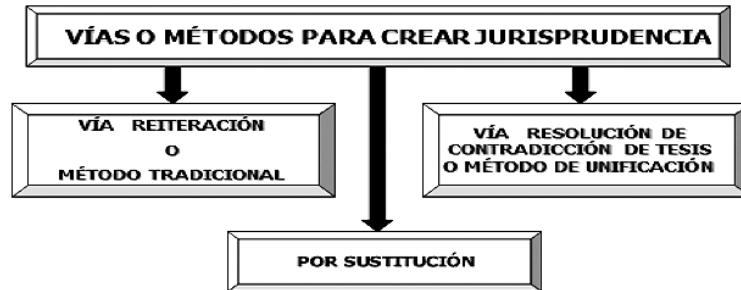 VÍAS O MÉTODOS PARA CREAR JURISPRUDENCIA
VÍA REITERACIÓN
O
MÉTODO TRADICIONAL
VÍA RESOLUCIÓN DE
CONTRADICCIÓN DE TESIS
O MÉTODO DE UNIFICACIÓN
POR SUSTITUCIÓN